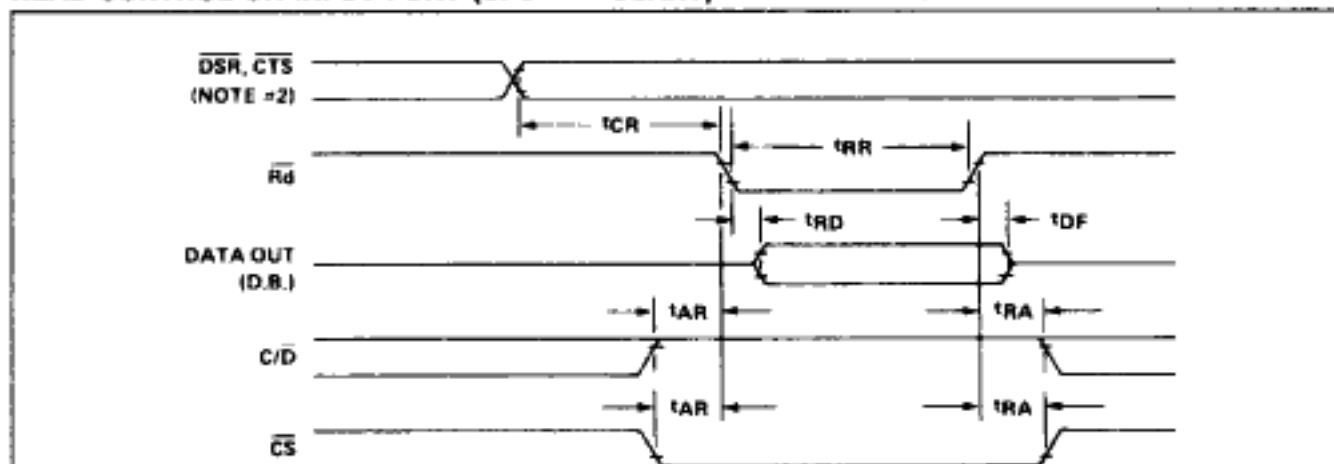 DSR, CTS
(NOTE =2)
tCR
tRR
Rd
tRD
tDF
DATA OUT
(D.B.)
tAR
tRA
C/D
tAR
tRA
CS